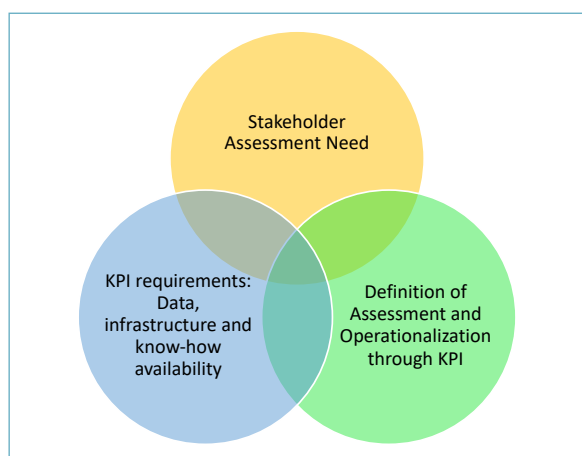 Stakeholder
Assessment Need
KPI requirements:
Data,
infrastructure and
know-how
availability
Definition of
Assessment and
Operationalization
through KPI